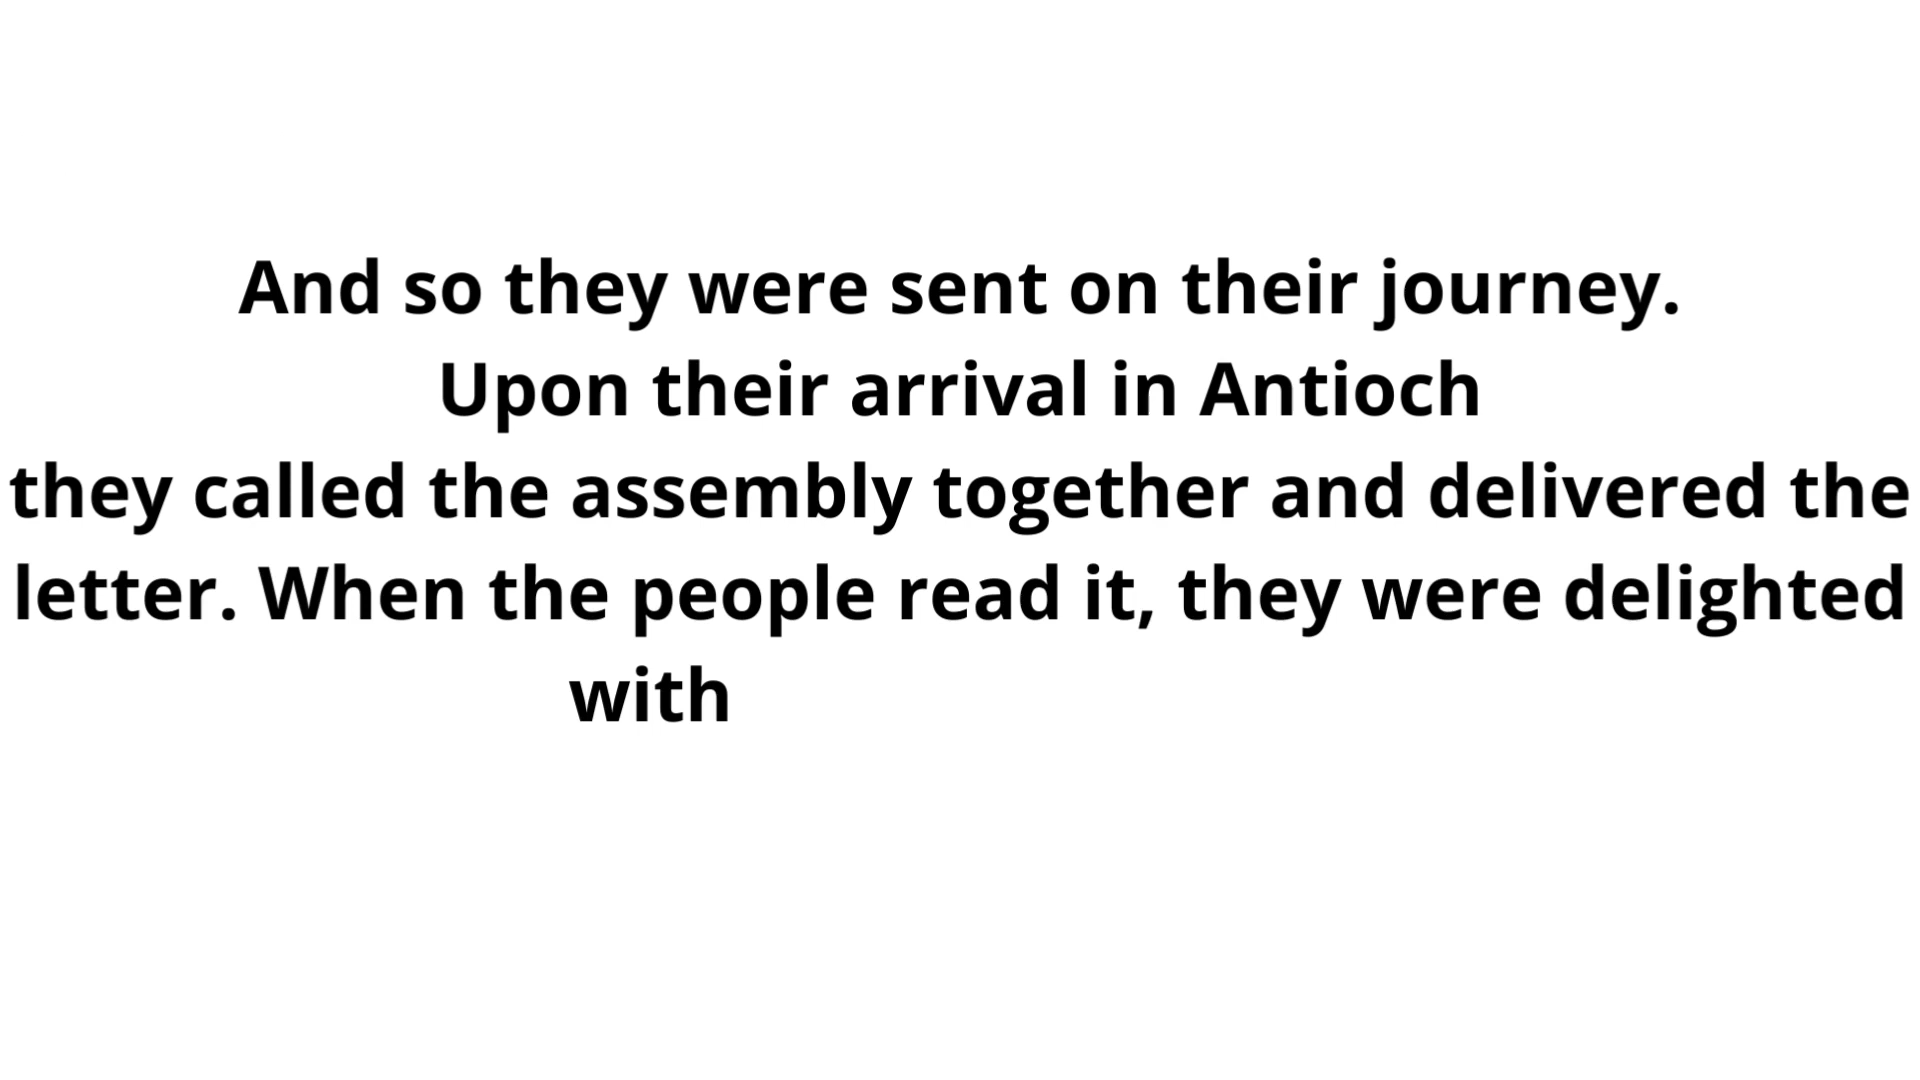 And so they were sent on their journey.
Upon their arrival in Antioch
they called the assembly together and delivered the
letter. When the people read it, they were delighted
with